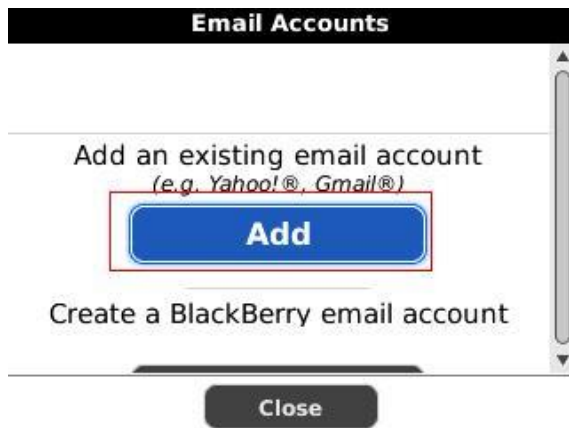 Email Accounts
Add an existing email account
(e.g. Yahoo!®, Gmail®)
Add
Create a BlackBerry email account
Close